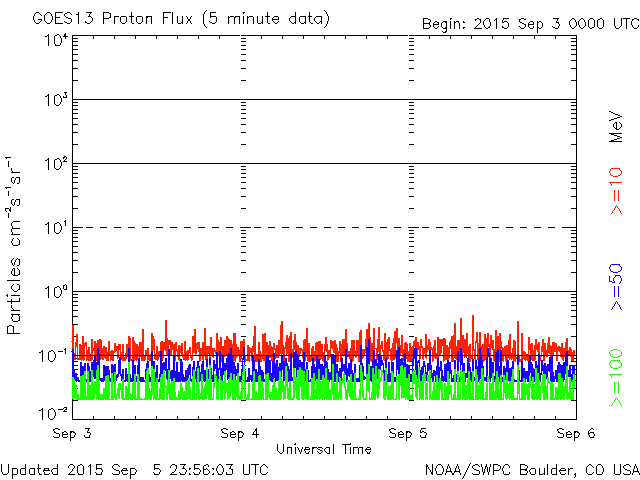 GOES13 Proton Flux (5 minute data)
Begin: 2015 Sep 3 0000 UTC
Particles cm⁻²s⁻¹sr⁻¹
10⁴
10³
10²
10¹
10⁰
10⁻¹
10⁻²
Sep 3
Sep 4
Sep 5
Sep 6
Universal Time
MeV
>=10
>=50
>=100
Updated 2015 Sep 5 23:56:03 UTC
NOAA/SWPC Boulder, CO USA